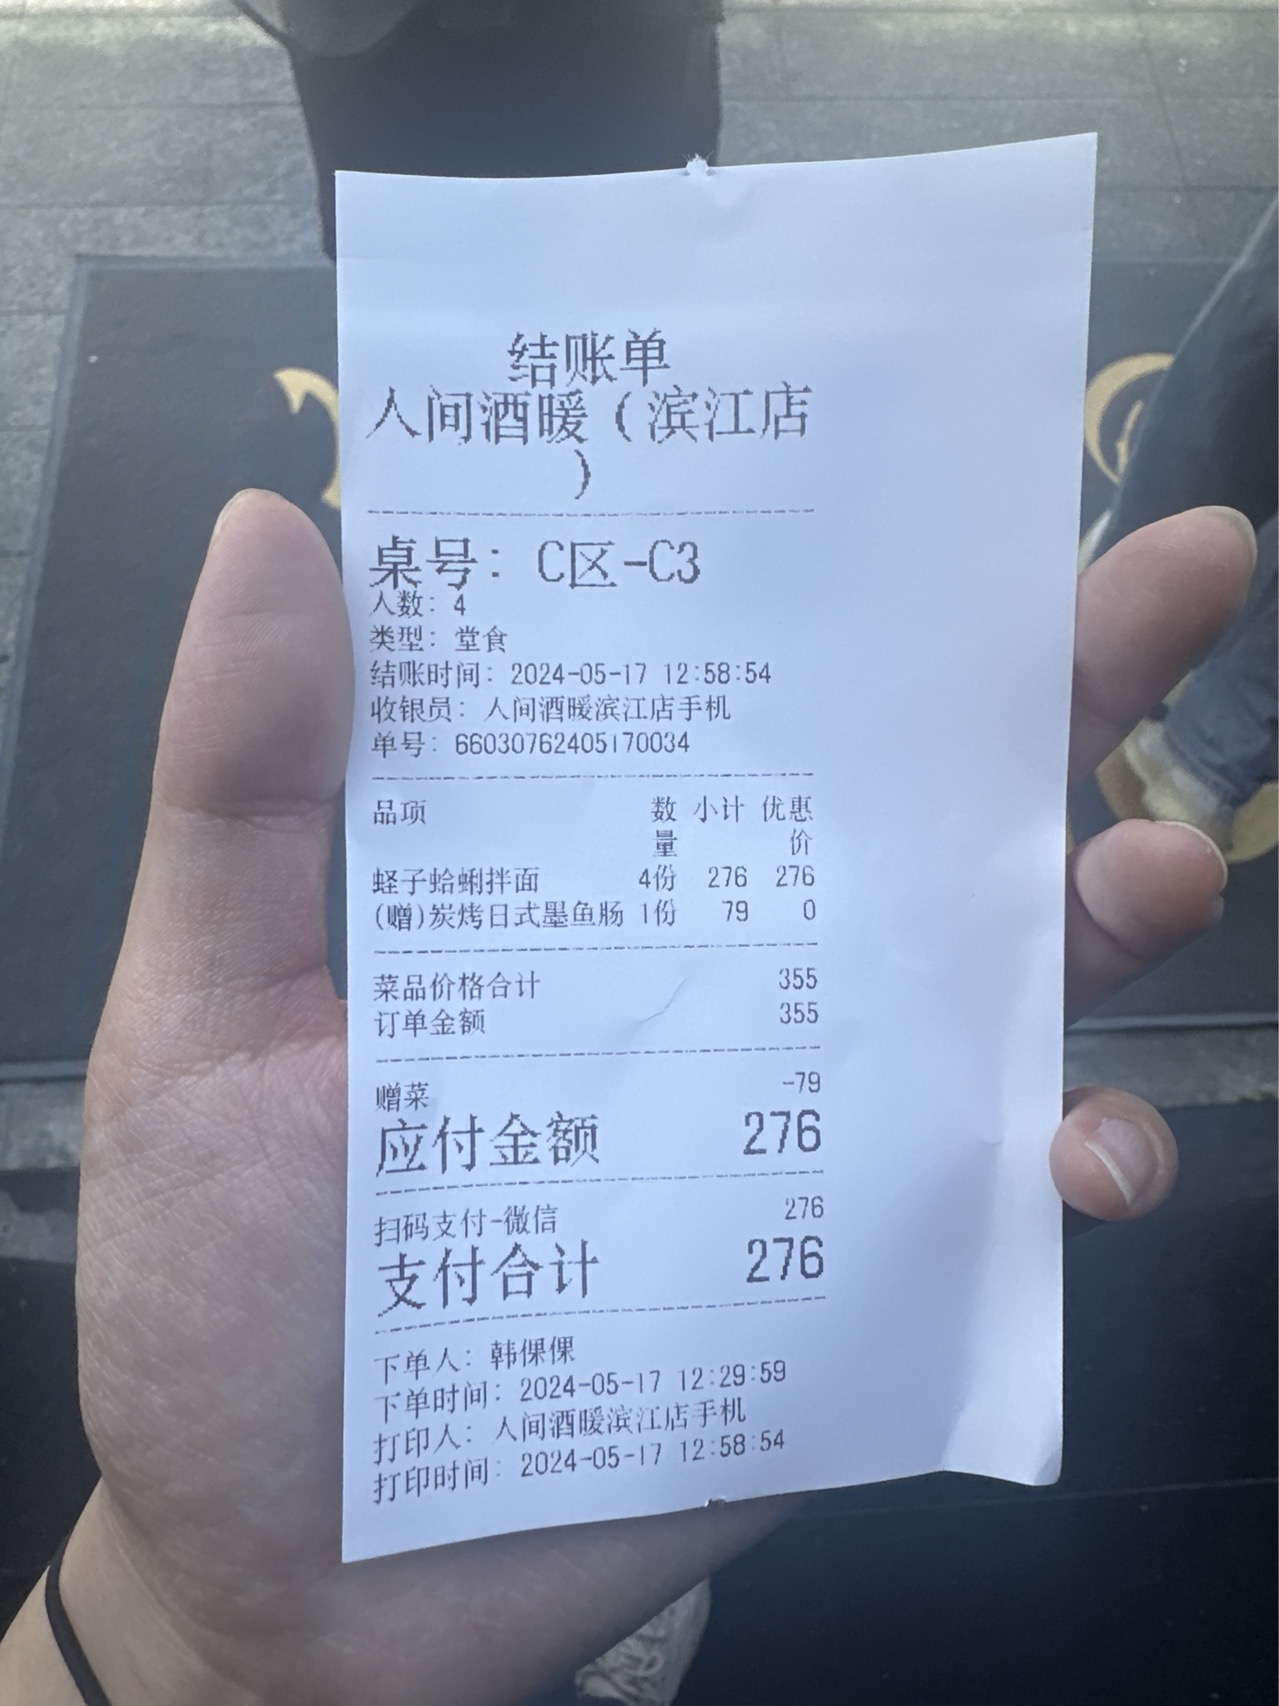 结账单
人间酒暖（滨江店
）
桌号：C区-C3
人数：4
类型：堂食
结账时间：2024-05-17 12:58:54
收银员：人间酒暖滨江店手机
单号：66030762405170034
品项 数 小计 优惠
量 价
蛏子蛤蜊拌面 4份 276 276
(赠)炭烤日式墨鱼肠 1份 79 0
菜品价格合计 355
订单金额 355
赠菜 -79
应付金额 276
扫码支付-微信 276
支付合计 276
下单人：韩倮倮
下单时间：2024-05-17 12:29:59
打印人：人间酒暖滨江店手机
打印时间：2024-05-17 12:58:54